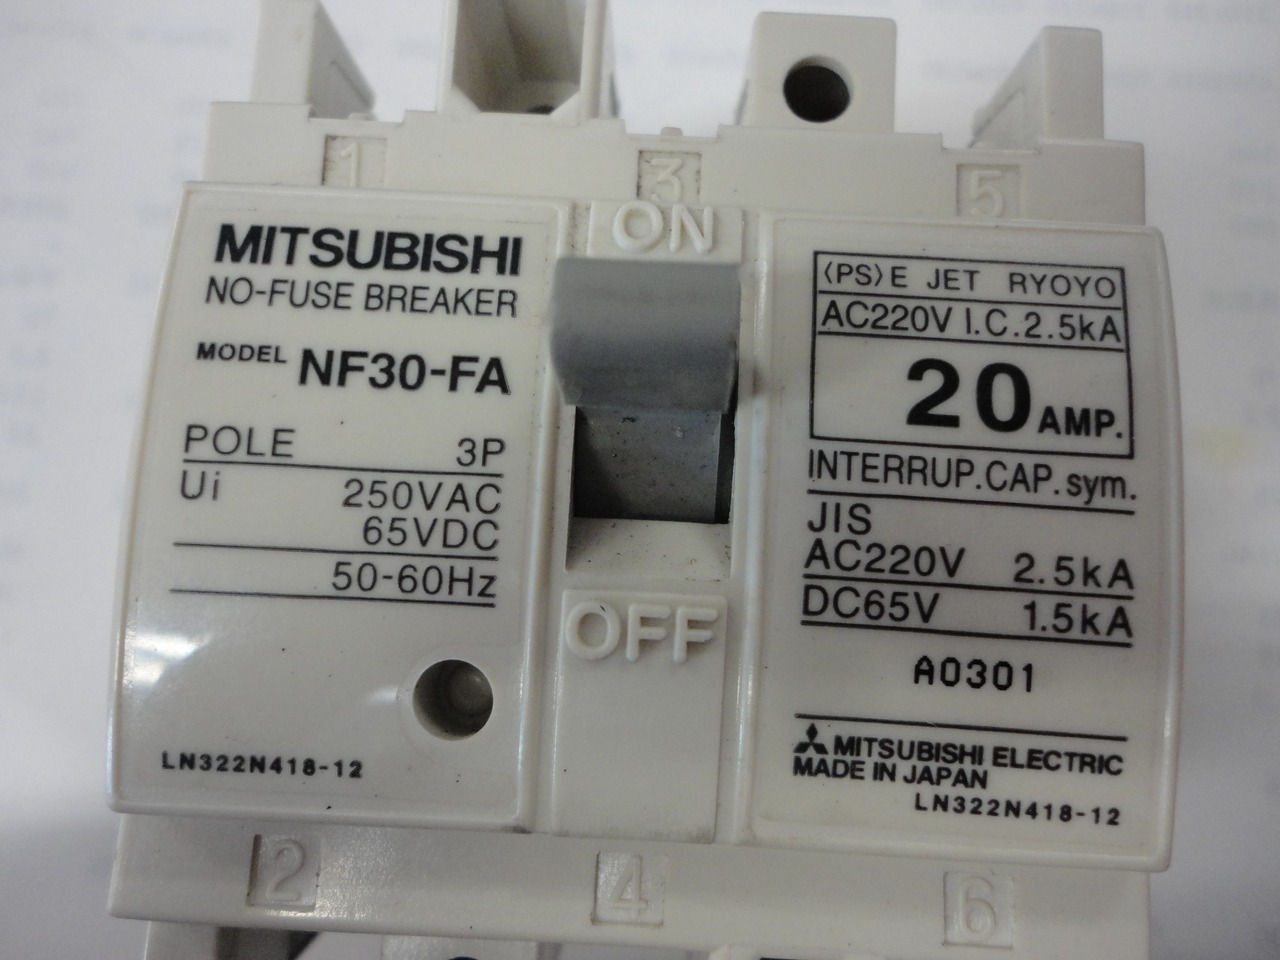 1 3 5
ON
MITSUBISHI
NO-FUSE BREAKER
MODEL NF30-FA
POLE 3P
Ui 250VAC
65VDC
50-60Hz
LN322N418-12
OFF
⟨PS⟩E JET RYOYO
AC220V I.C.2.5kA
20 AMP.
INTERRUP.CAP.sym.
JIS
AC220V 2.5kA
DC65V 1.5kA
A0301
MITSUBISHI ELECTRIC
MADE IN JAPAN
LN322N418-12
2 4 6